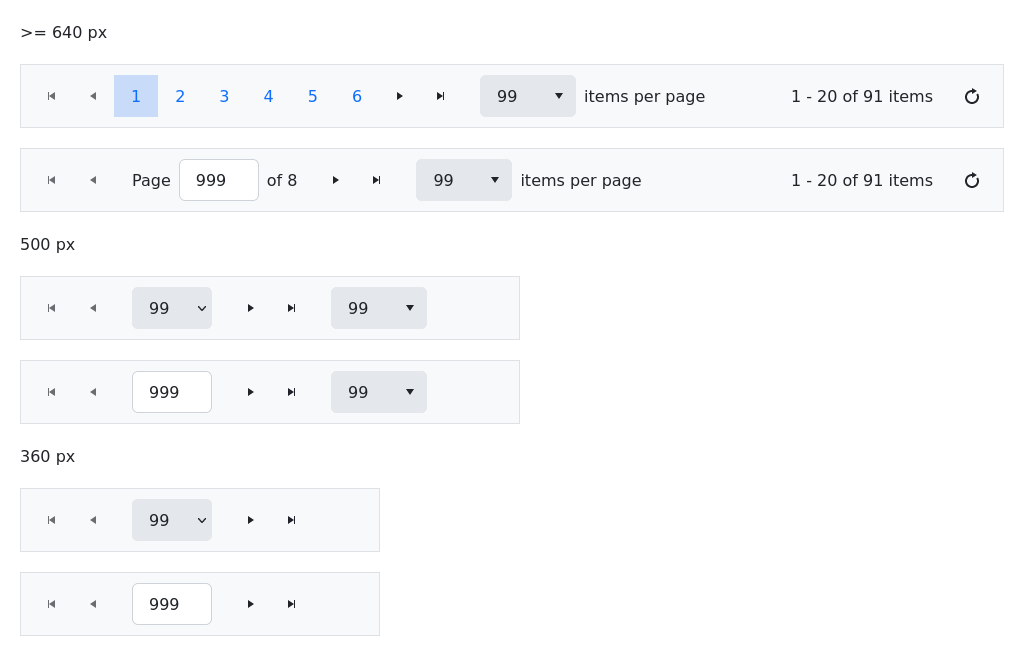 >= 640 px
1 2 3 4 5 6 99 items per page 1 - 20 of 91 items
Page 999 of 8 99 items per page 1 - 20 of 91 items
500 px
99 99
999 99
360 px
99
999